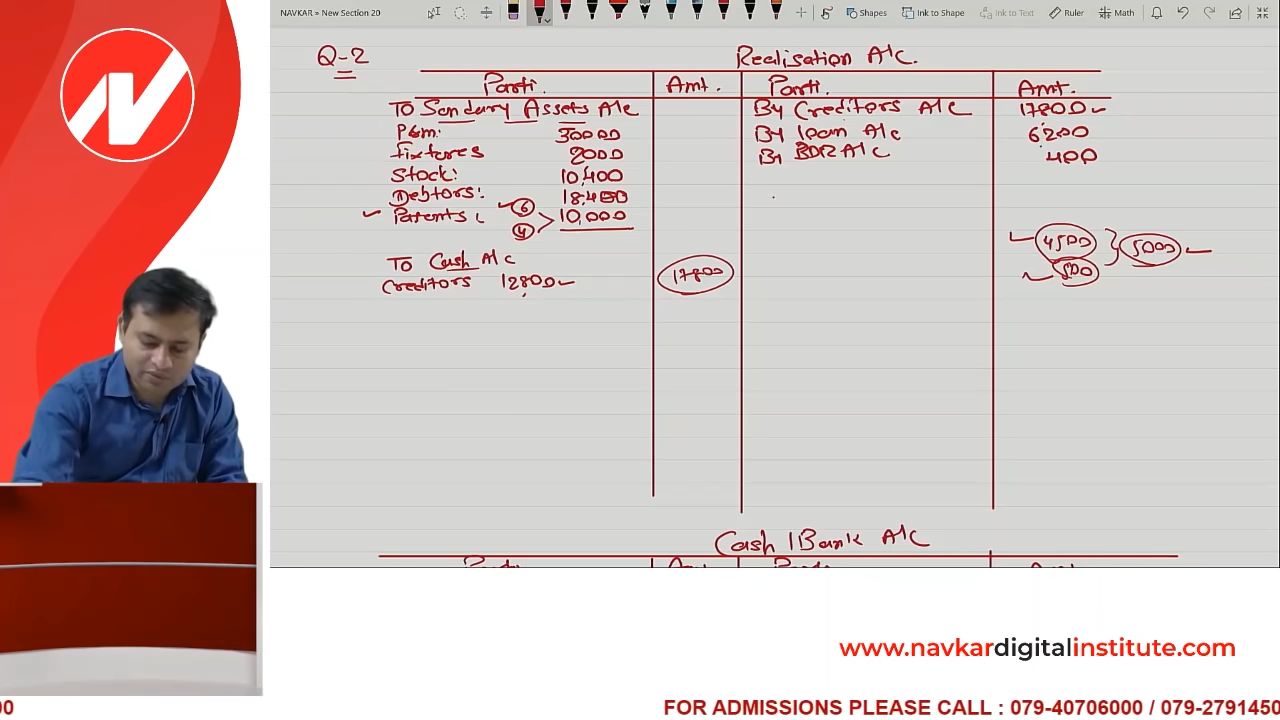 NAVKAR » New Section 20
Shapes
Ink to Shape
Ink to Text
Ruler
Math
Q-2
Realisation A/C.
Parti. Amt. Parti. Amt.
To Sundary Assets A/c By Creditors A/C 17800
P&m: 30000 By loan A/c 6200
fixtures 2000 By BDR A/C 400
Stock: 10,400
Debtors: 18,400
⑥
Patents: 10,000
④
4500
5000
500
To Cash A/C
Creditors 12800
17800
Cash/Bank A/C
www.navkardigitalinstitute.com
00 FOR ADMISSIONS PLEASE CALL : 079-40706000 / 079-2791450